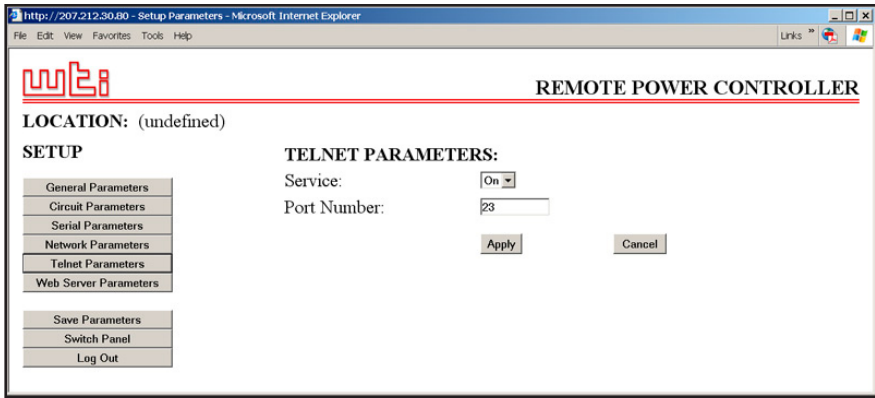 http://207.212.30.80 - Setup Parameters - Microsoft Internet Explorer
File Edit View Favorites Tools Help Links »
wti
REMOTE POWER CONTROLLER
LOCATION: (undefined)
SETUP
TELNET PARAMETERS:
General Parameters
Service: On
Circuit Parameters
Port Number: 23
Serial Parameters
Network Parameters
Apply Cancel
Telnet Parameters
Web Server Parameters
Save Parameters
Switch Panel
Log Out